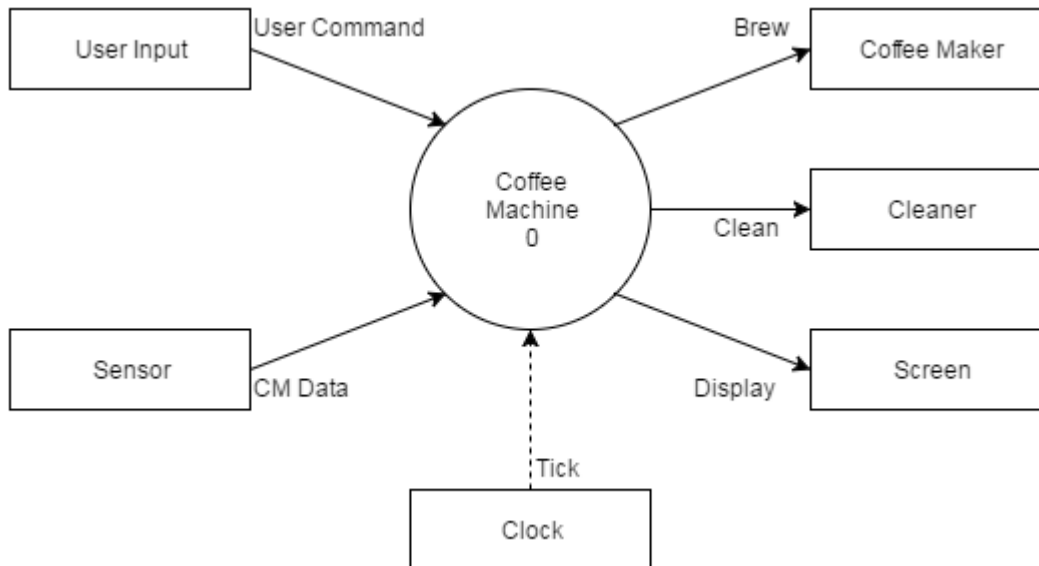 User Input
User Command
Brew
Coffee Maker
Coffee
Machine
0
Clean
Cleaner
Sensor
CM Data
Display
Screen
Tick
Clock